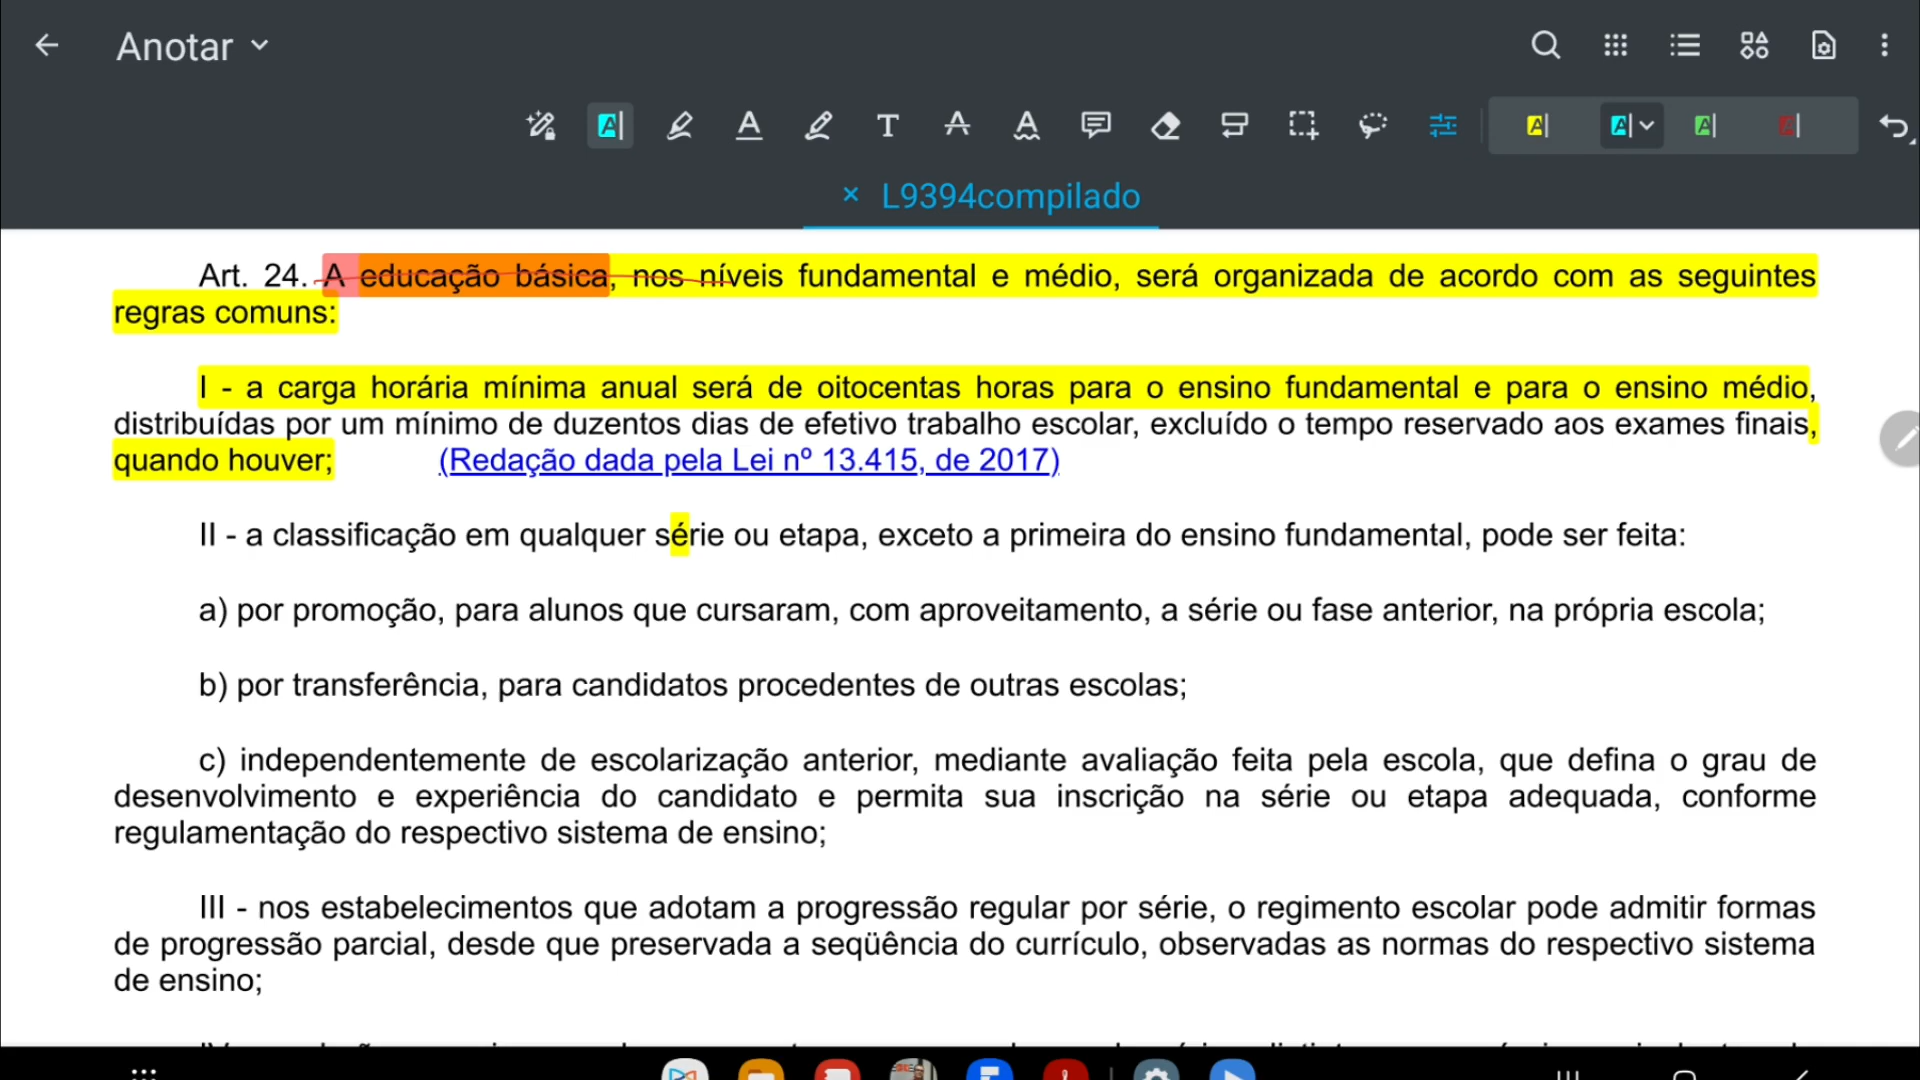 Anotar
L9394compilado
Art. 24. A educação básica, nos níveis fundamental e médio, será organizada de acordo com as seguintes
regras comuns:
I - a carga horária mínima anual será de oitocentas horas para o ensino fundamental e para o ensino médio,
distribuídas por um mínimo de duzentos dias de efetivo trabalho escolar, excluído o tempo reservado aos exames finais,
quando houver; (Redação dada pela Lei nº 13.415, de 2017)
II - a classificação em qualquer série ou etapa, exceto a primeira do ensino fundamental, pode ser feita:
a) por promoção, para alunos que cursaram, com aproveitamento, a série ou fase anterior, na própria escola;
b) por transferência, para candidatos procedentes de outras escolas;
c) independentemente de escolarização anterior, mediante avaliação feita pela escola, que defina o grau de
desenvolvimento e experiência do candidato e permita sua inscrição na série ou etapa adequada, conforme
regulamentação do respectivo sistema de ensino;
III - nos estabelecimentos que adotam a progressão regular por série, o regimento escolar pode admitir formas
de progressão parcial, desde que preservada a seqüência do currículo, observadas as normas do respectivo sistema
de ensino;